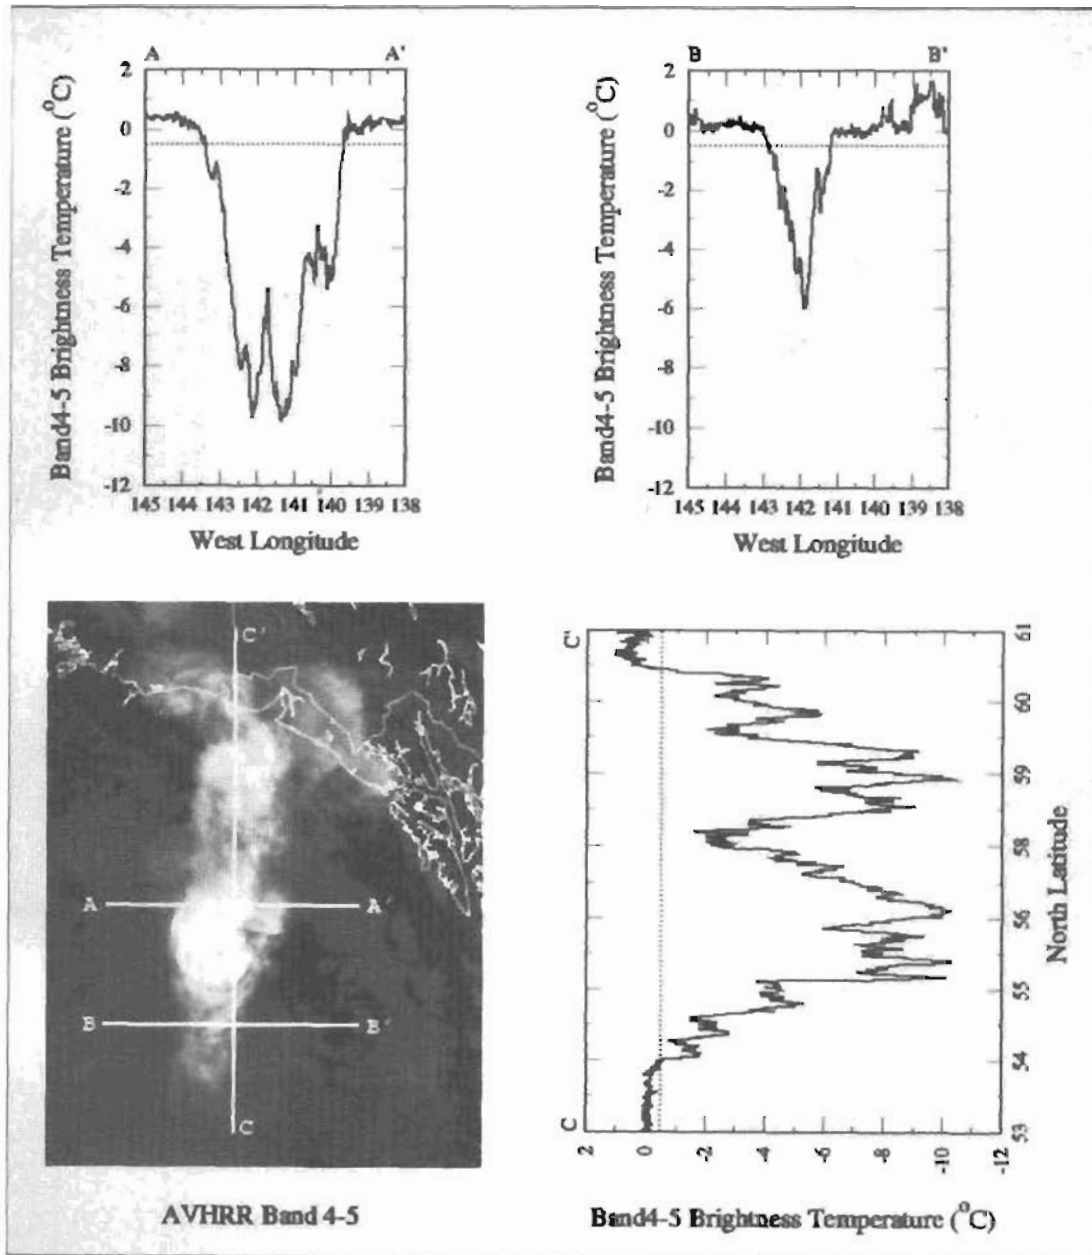 A A'
2
0
-2
-4
-6
-8
-10
-12
145 144 143 142 141 140 139 138
Band4-5 Brightness Temperature (°C)
West Longitude
B B'
2
0
-2
-4
-6
-8
-10
-12
145 144 143 142 141 140 139 138
Band4-5 Brightness Temperature (°C)
West Longitude
C'
A A'
B B'
C
AVHRR Band 4-5
C' C
61
60
59
58
56
55
54
53
North Latitude
2 0 -2 -4 -6 -8 -10 -12
Band4-5 Brightness Temperature (°C)